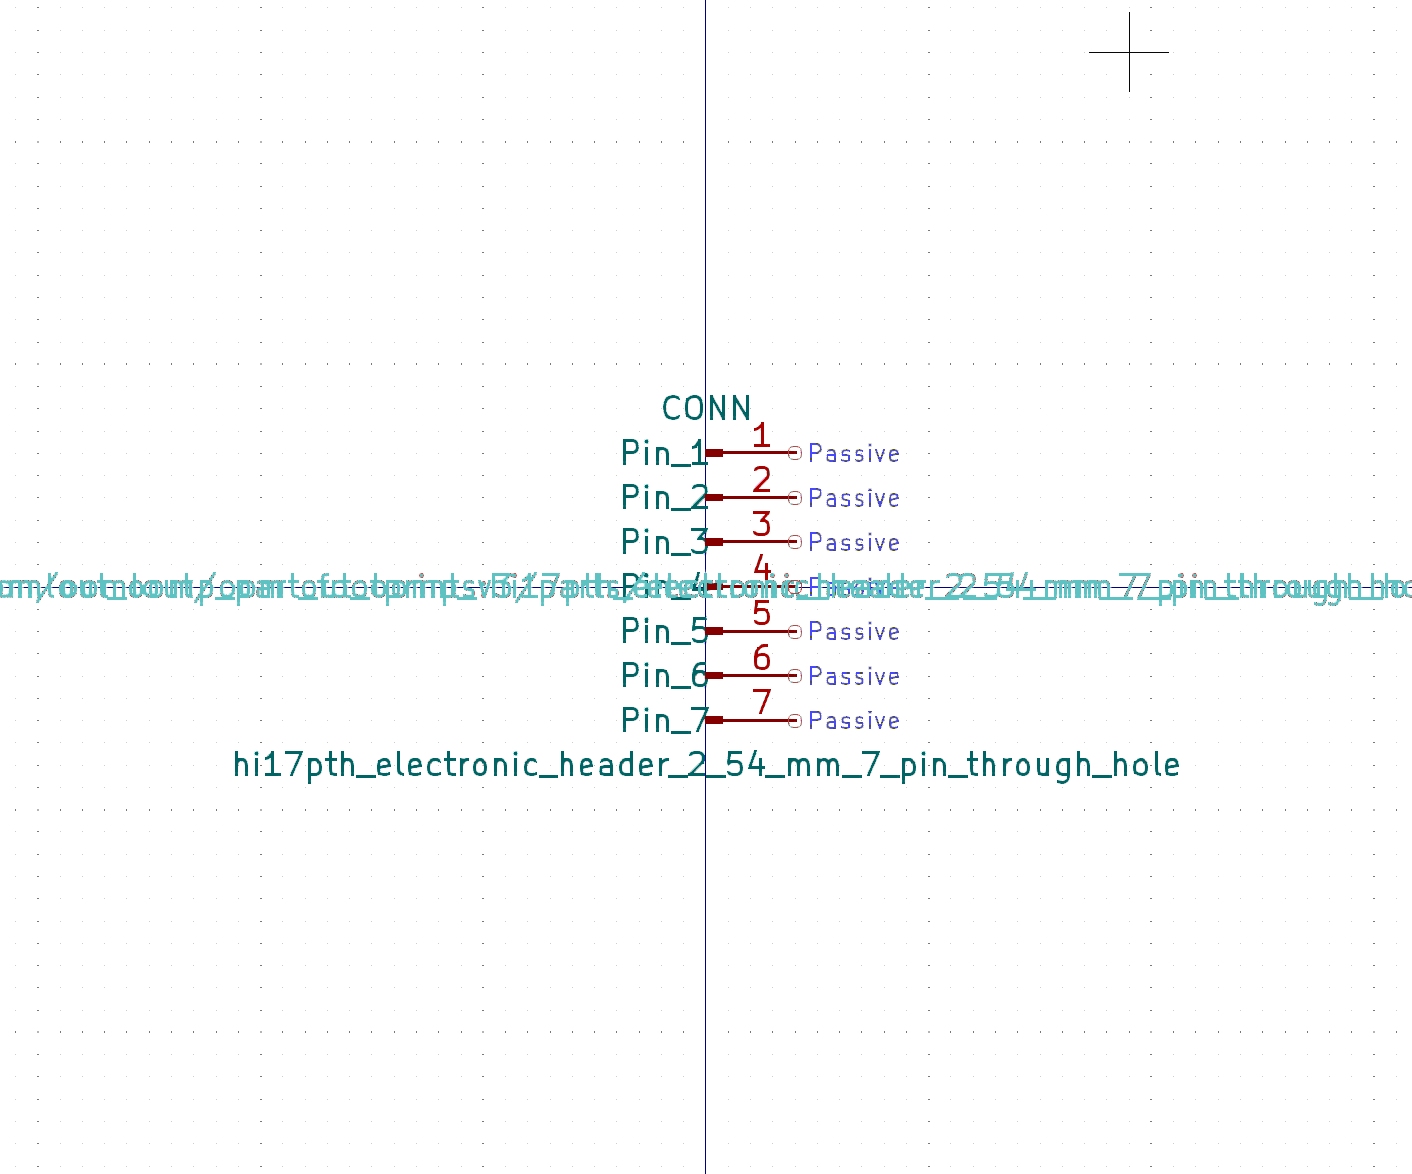 CONN
1
Pin_1 Passive
2
Pin_2 Passive
3
Pin_3 Passive
4
Pin_4 Passive
5
Pin_5 Passive
6
Pin_6 Passive
7
Pin_7 Passive
hi17pth_electronic_header_2_54_mm_7_pin_through_hole